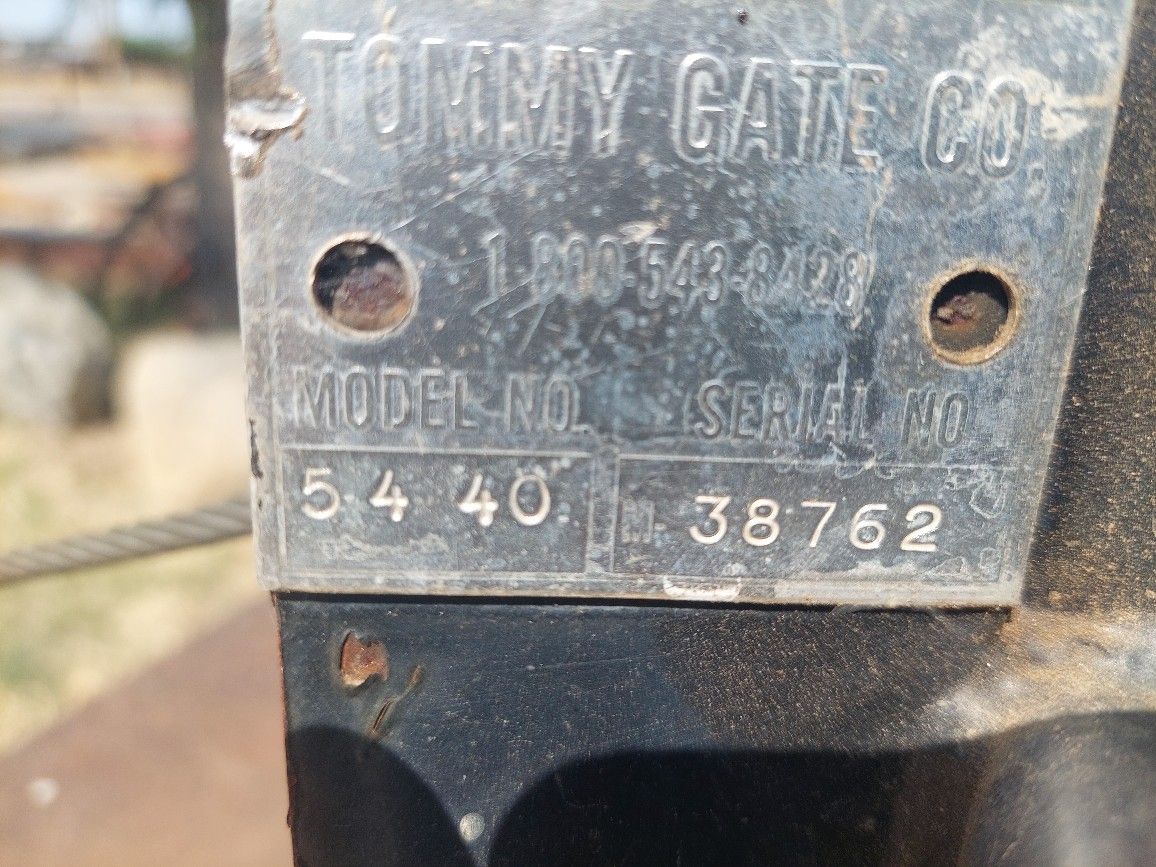 TOMMY GATE CO.
1-800-543-8428
MODEL NO. SERIAL NO
54 40 M- 38762